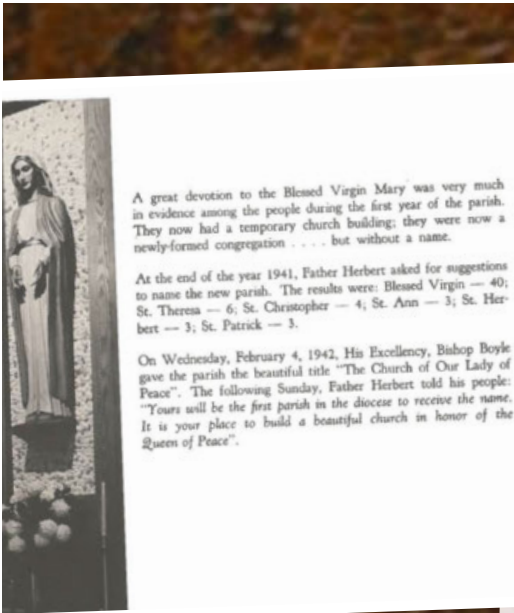 A great devotion to the Blessed Virgin Mary was very much
in evidence among the people during the first year of the parish.
They now had a temporary church building; they were now a
newly-formed congregation . . . . but without a name.
At the end of the year 1941, Father Herbert asked for suggestions
to name the new parish. The results were: Blessed Virgin — 40;
St. Theresa — 6; St. Christopher — 4; St. Ann — 3; St. Her-
bert — 3; St. Patrick — 3.
On Wednesday, February 4, 1942, His Excellency, Bishop Boyle
gave the parish the beautiful title "The Church of Our Lady of
Peace". The following Sunday, Father Herbert told his people:
"Yours will be the first parish in the diocese to receive the name.
It is your place to build a beautiful church in honor of the
Queen of Peace".